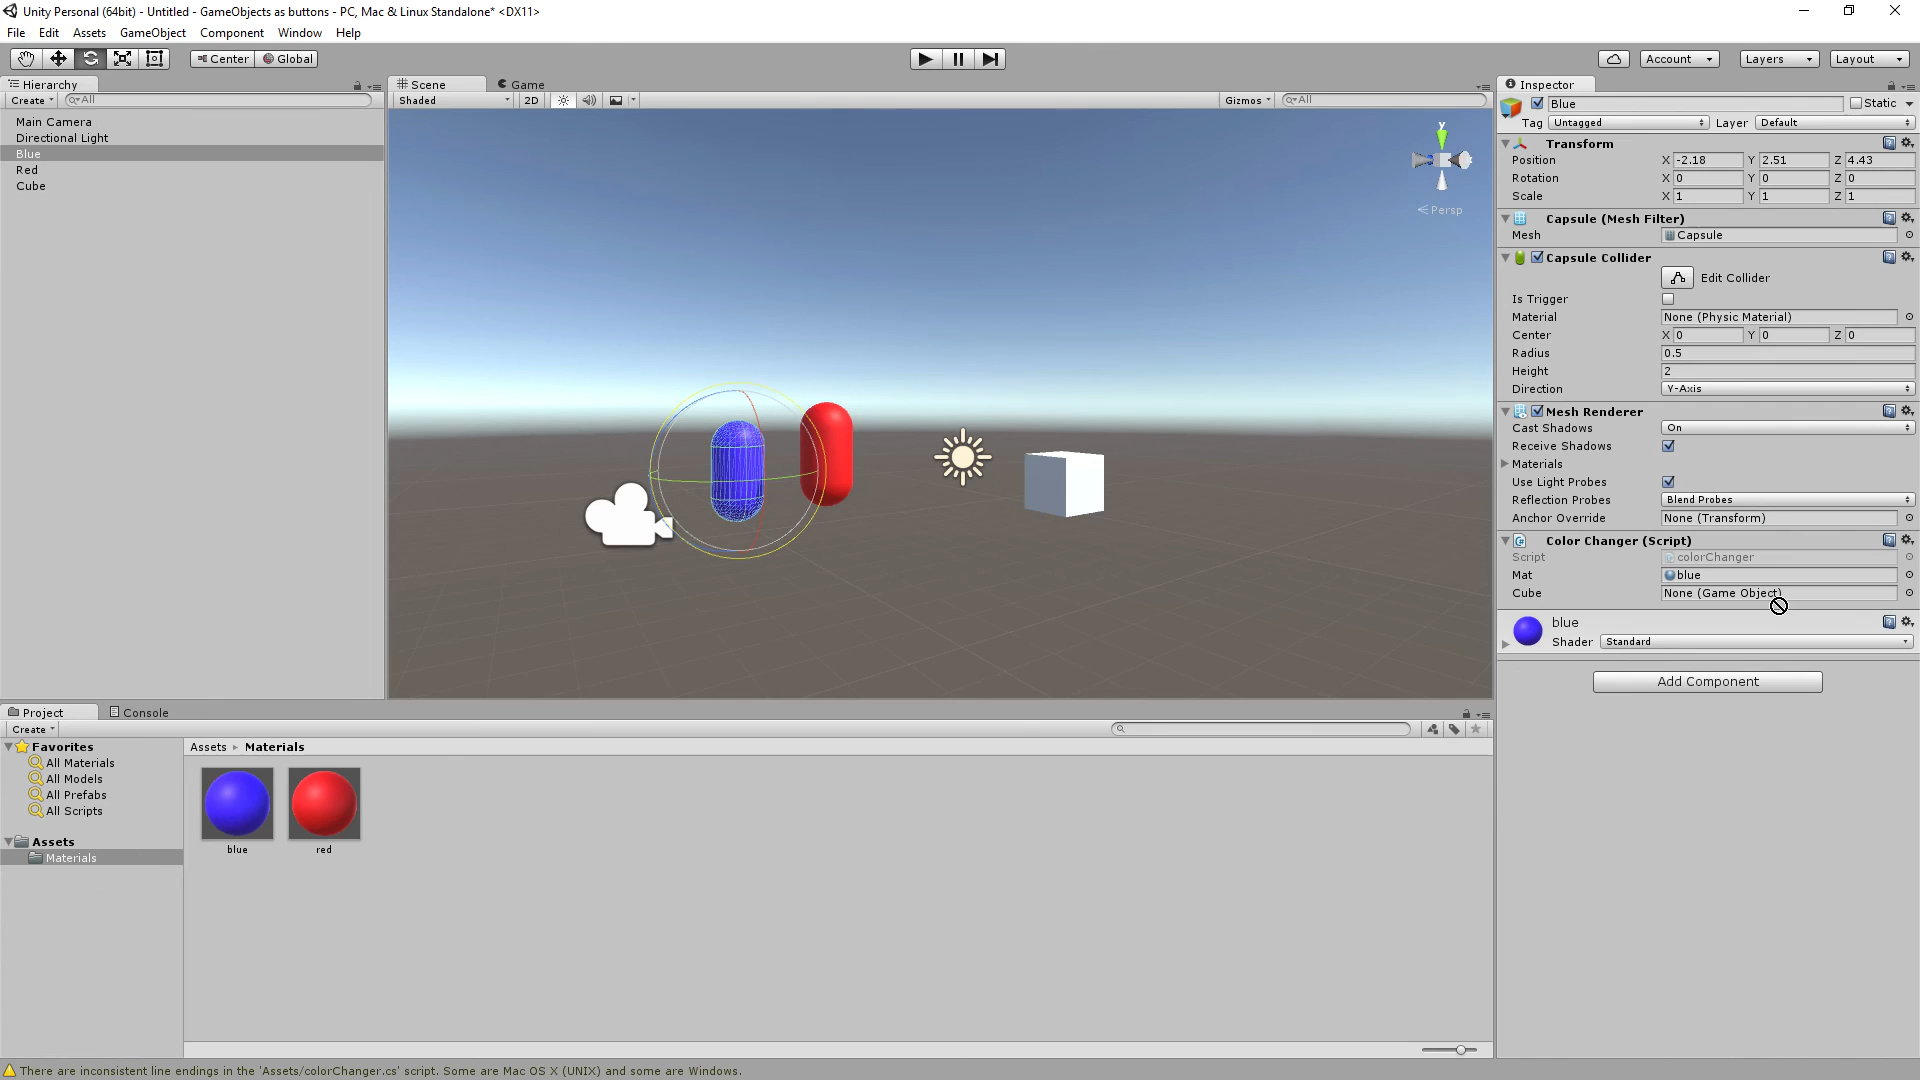 Unity Personal (64bit) - Untitled - GameObjects as buttons - PC, Mac & Linux Standalone* <DX11>
File Edit Assets GameObject Component Window Help
Center Global Account Layers Layout
Hierarchy
Create All
Main Camera
Directional Light
Blue
Red
Cube
Scene Game
Shaded 2D Gizmos All
y
Persp
Inspector
Blue Static
Tag Untagged Layer Default
Transform
Position X -2.18 Y 2.51 Z 4.43
Rotation X 0 Y 0 Z 0
Scale X 1 Y 1 Z 1
Capsule (Mesh Filter)
Mesh Capsule
Capsule Collider
Edit Collider
Is Trigger
Material None (Physic Material)
Center X 0 Y 0 Z 0
Radius 0.5
Height 2
Direction Y-Axis
Mesh Renderer
Cast Shadows On
Receive Shadows
Materials
Use Light Probes
Reflection Probes Blend Probes
Anchor Override None (Transform)
Color Changer (Script)
Script colorChanger
Mat blue
Cube None (Game Object)
blue
Shader Standard
Add Component
Project Console
Create
Favorites
All Materials
All Models
All Prefabs
All Scripts
Assets
Materials
Assets Materials
blue red
There are inconsistent line endings in the 'Assets/colorChanger.cs' script. Some are Mac OS X (UNIX) and some are Windows.